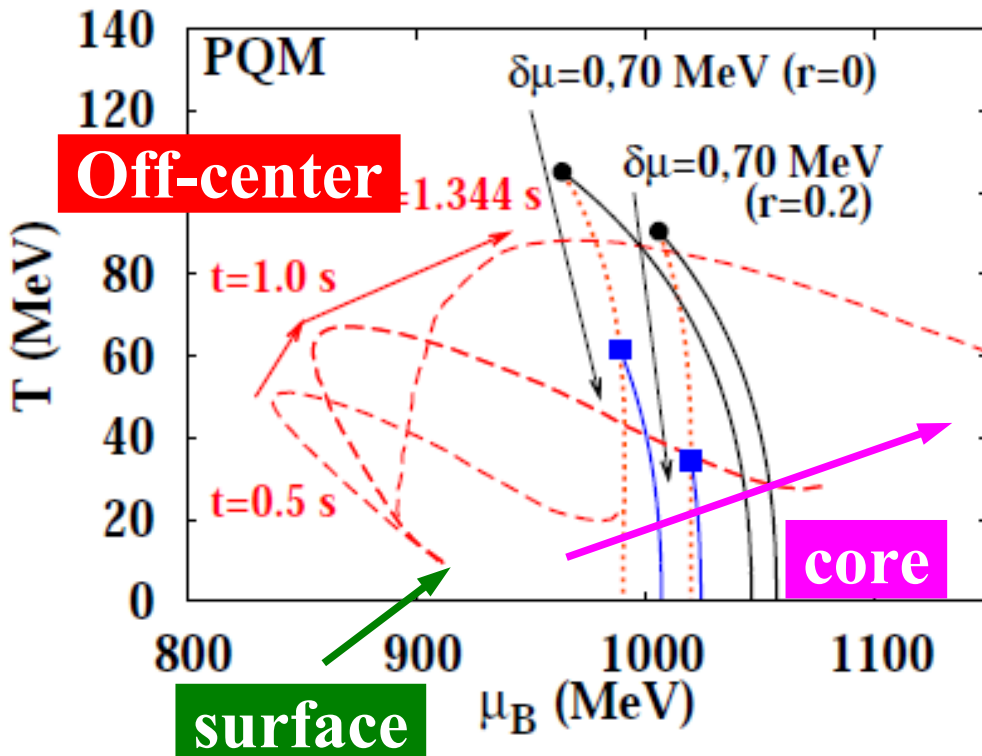 140
120
80
60
40
20
0
T (MeV)
PQM
δμ=0,70 MeV (r=0)
δμ=0,70 MeV
(r=0.2)
Off-center
=1.344 s
t=1.0 s
t=0.5 s
core
800
900
1000
1100
surface
μB (MeV)